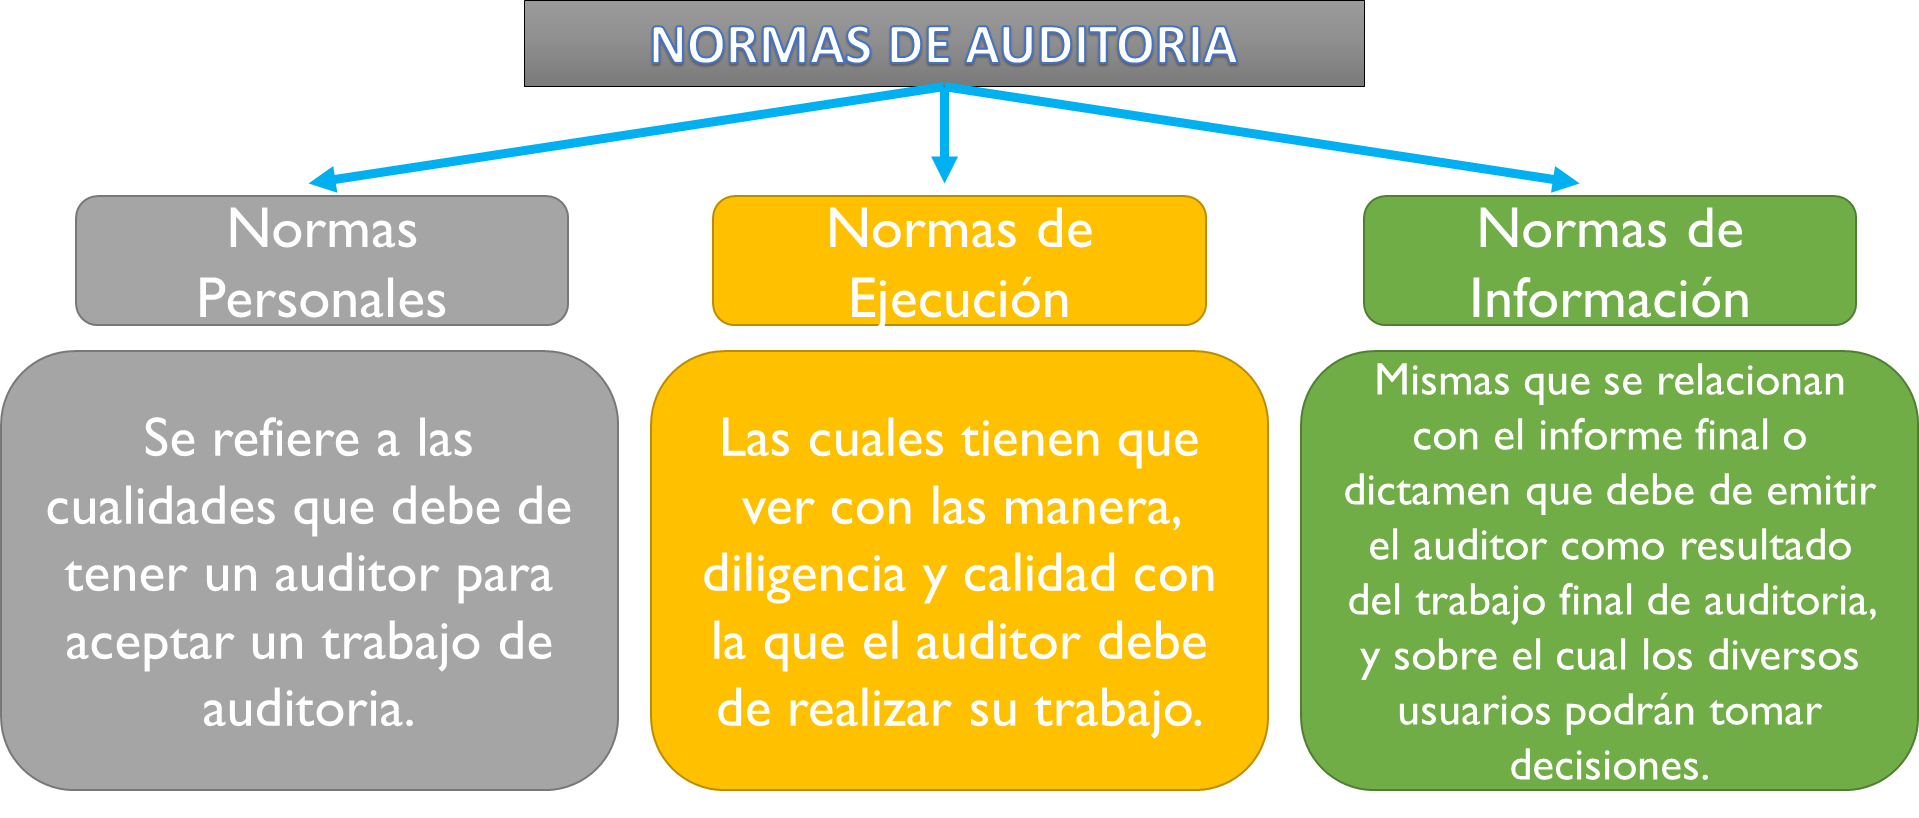 NORMAS DE AUDITORIA
Normas
Personales
Normas de
Ejecución
Normas de
Información
Se refiere a las
cualidades que debe de
tener un auditor para
aceptar un trabajo de
auditoria.
Las cuales tienen que
ver con las manera,
diligencia y calidad con
la que el auditor debe
de realizar su trabajo.
Mismas que se relacionan
con el informe final o
dictamen que debe de emitir
el auditor como resultado
del trabajo final de auditoria,
y sobre el cual los diversos
usuarios podrán tomar
decisiones.